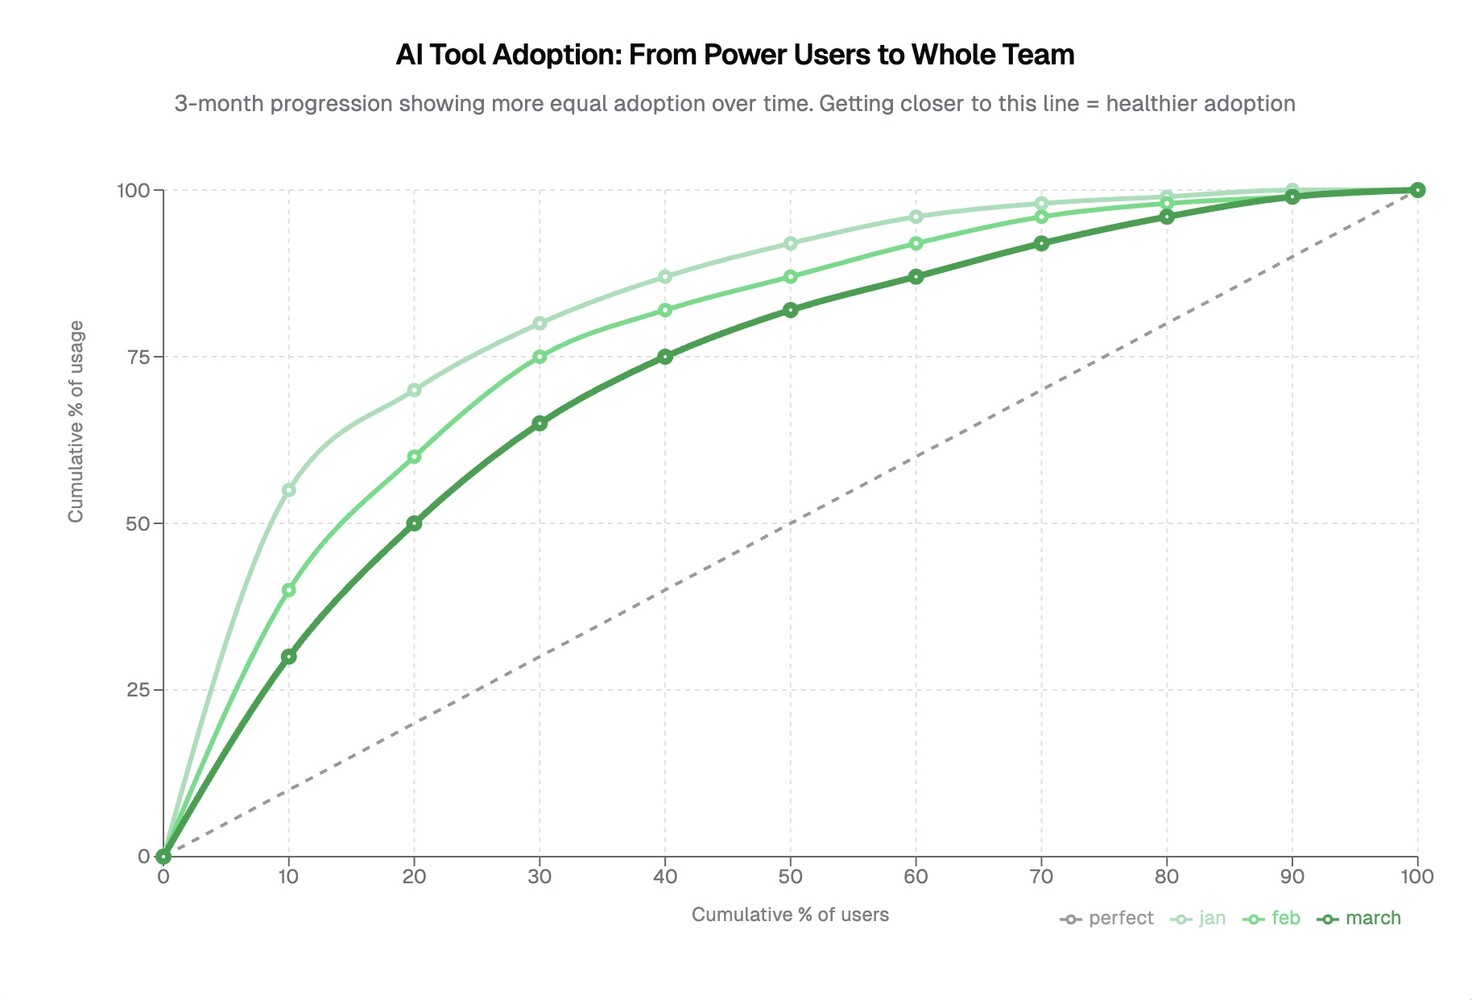 AI Tool Adoption: From Power Users to Whole Team
3-month progression showing more equal adoption over time. Getting closer to this line = healthier adoption
100
75
50
25
0
Cumulative % of usage
0 10 20 30 40 50 60 70 80 90 100
Cumulative % of users
perfect jan feb march